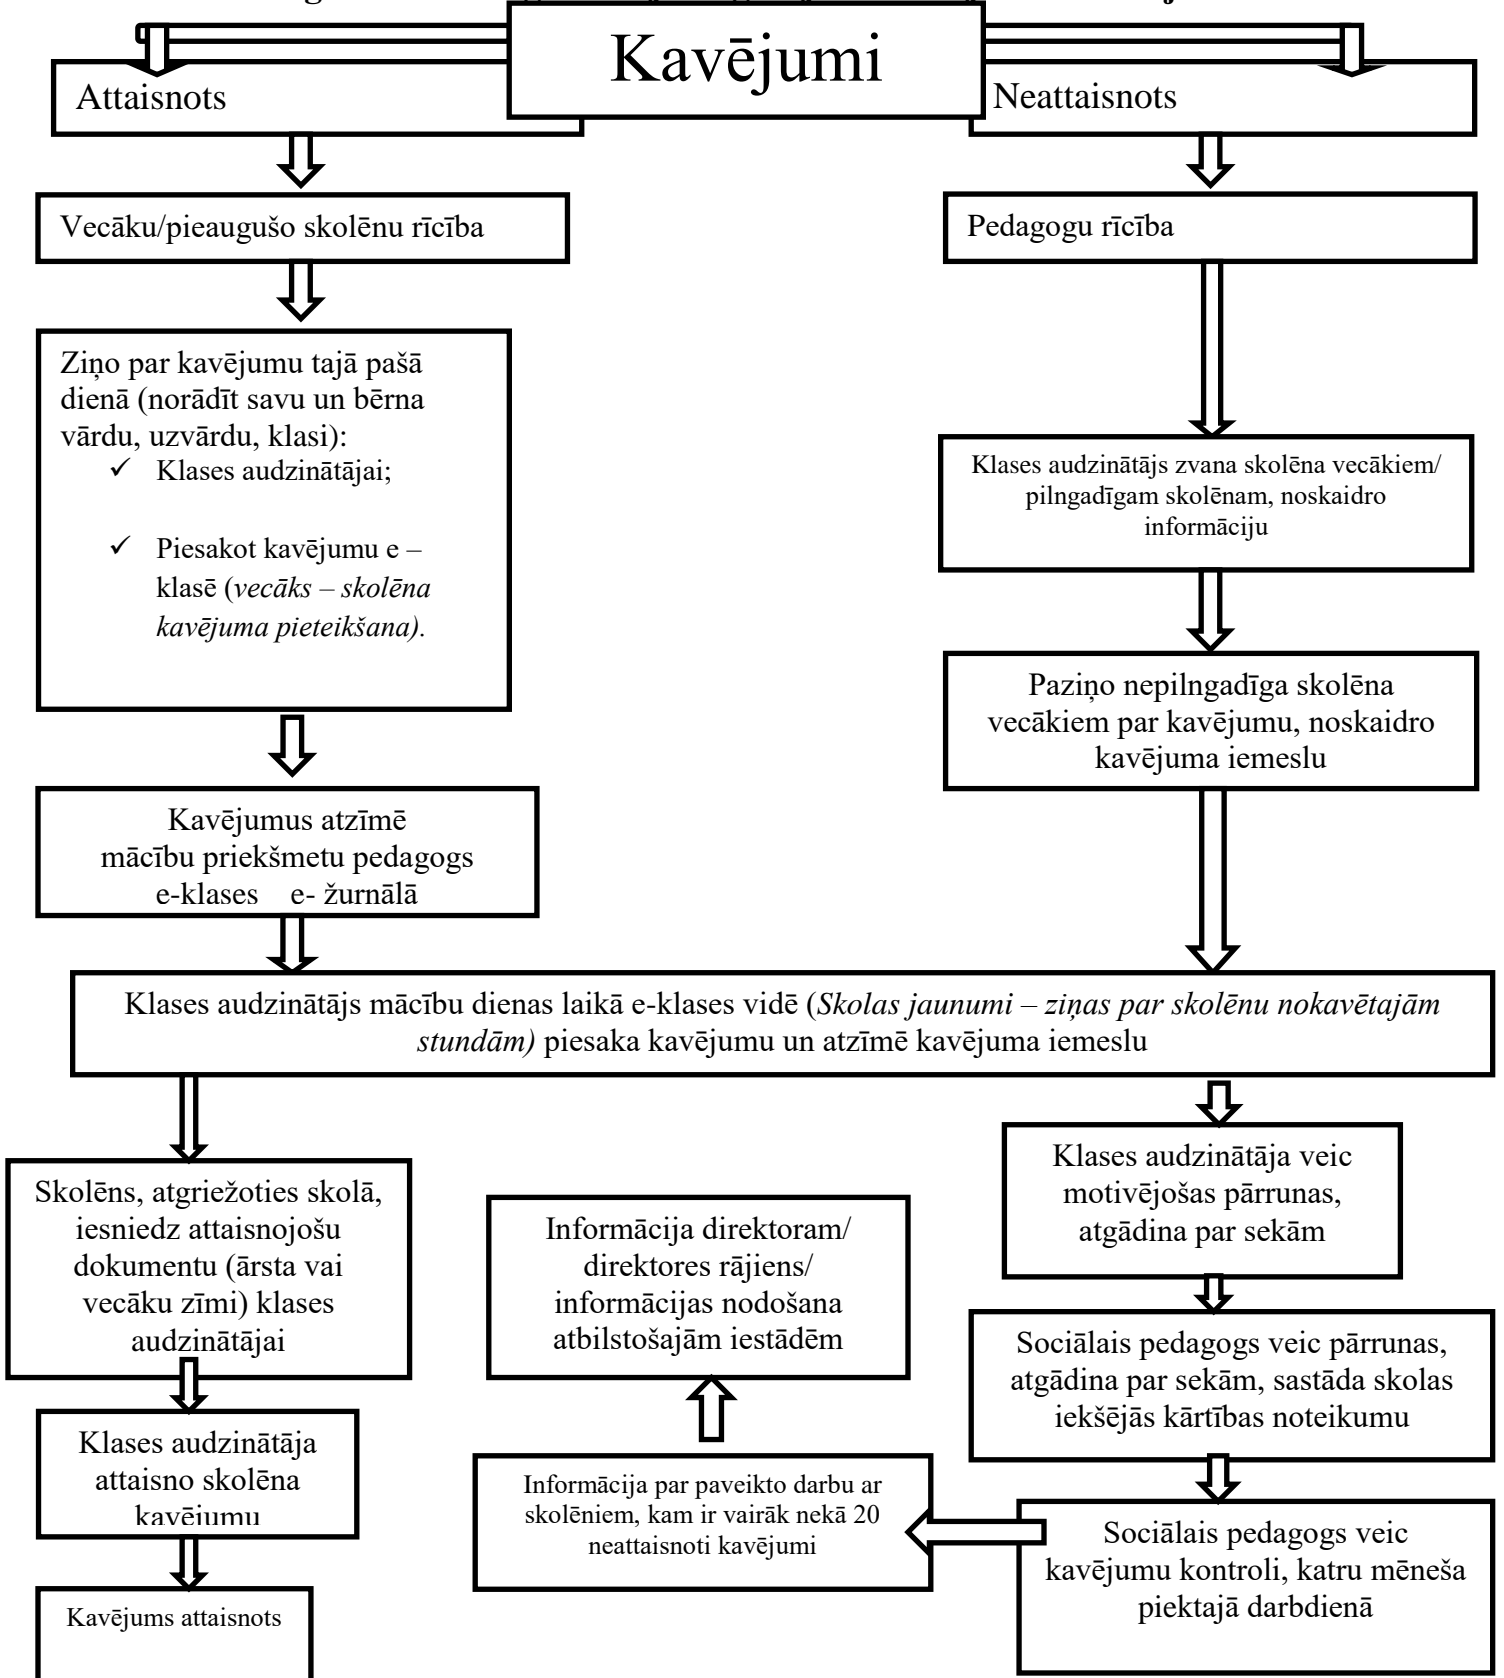 Kavējumi
Attaisnots
Neattaisnots
Vecāku/pieaugušo skolēnu rīcība
Pedagogu rīcība
Ziņo par kavējumu tajā pašā
dienā (norādīt savu un bērna
vārdu, uzvārdu, klasi):
✓ Klases audzinātājai;
✓ Piesakot kavējumu e –
klasē (vecāks – skolēna
kavējuma pieteikšana).
Klases audzinātājs zvana skolēna vecākiem/
pilngadīgam skolēnam, noskaidro
informāciju
Paziņo nepilngadīga skolēna
vecākiem par kavējumu, noskaidro
kavējuma iemeslu
Kavējumus atzīmē
mācību priekšmetu pedagogs
e-klases e- žurnālā
Klases audzinātājs mācību dienas laikā e-klases vidē (Skolas jaunumi – ziņas par skolēnu nokavētajām
stundām) piesaka kavējumu un atzīmē kavējuma iemeslu
Skolēns, atgriežoties skolā,
iesniedz attaisnojošu
dokumentu (ārsta vai
vecāku zīmi) klases
audzinātājai
Klases audzinātāja
attaisno skolēna
kavējumu
Kavējums attaisnots
Informācija direktoram/
direktores rājiens/
informācijas nodošana
atbilstošajām iestādēm
Informācija par paveikto darbu ar
skolēniem, kam ir vairāk nekā 20
neattaisnoti kavējumi
Klases audzinātāja veic
motivējošas pārrunas,
atgādina par sekām
Sociālais pedagogs veic pārrunas,
atgādina par sekām, sastāda skolas
iekšējās kārtības noteikumu
Sociālais pedagogs veic
kavējumu kontroli, katru mēneša
piektajā darbdienā